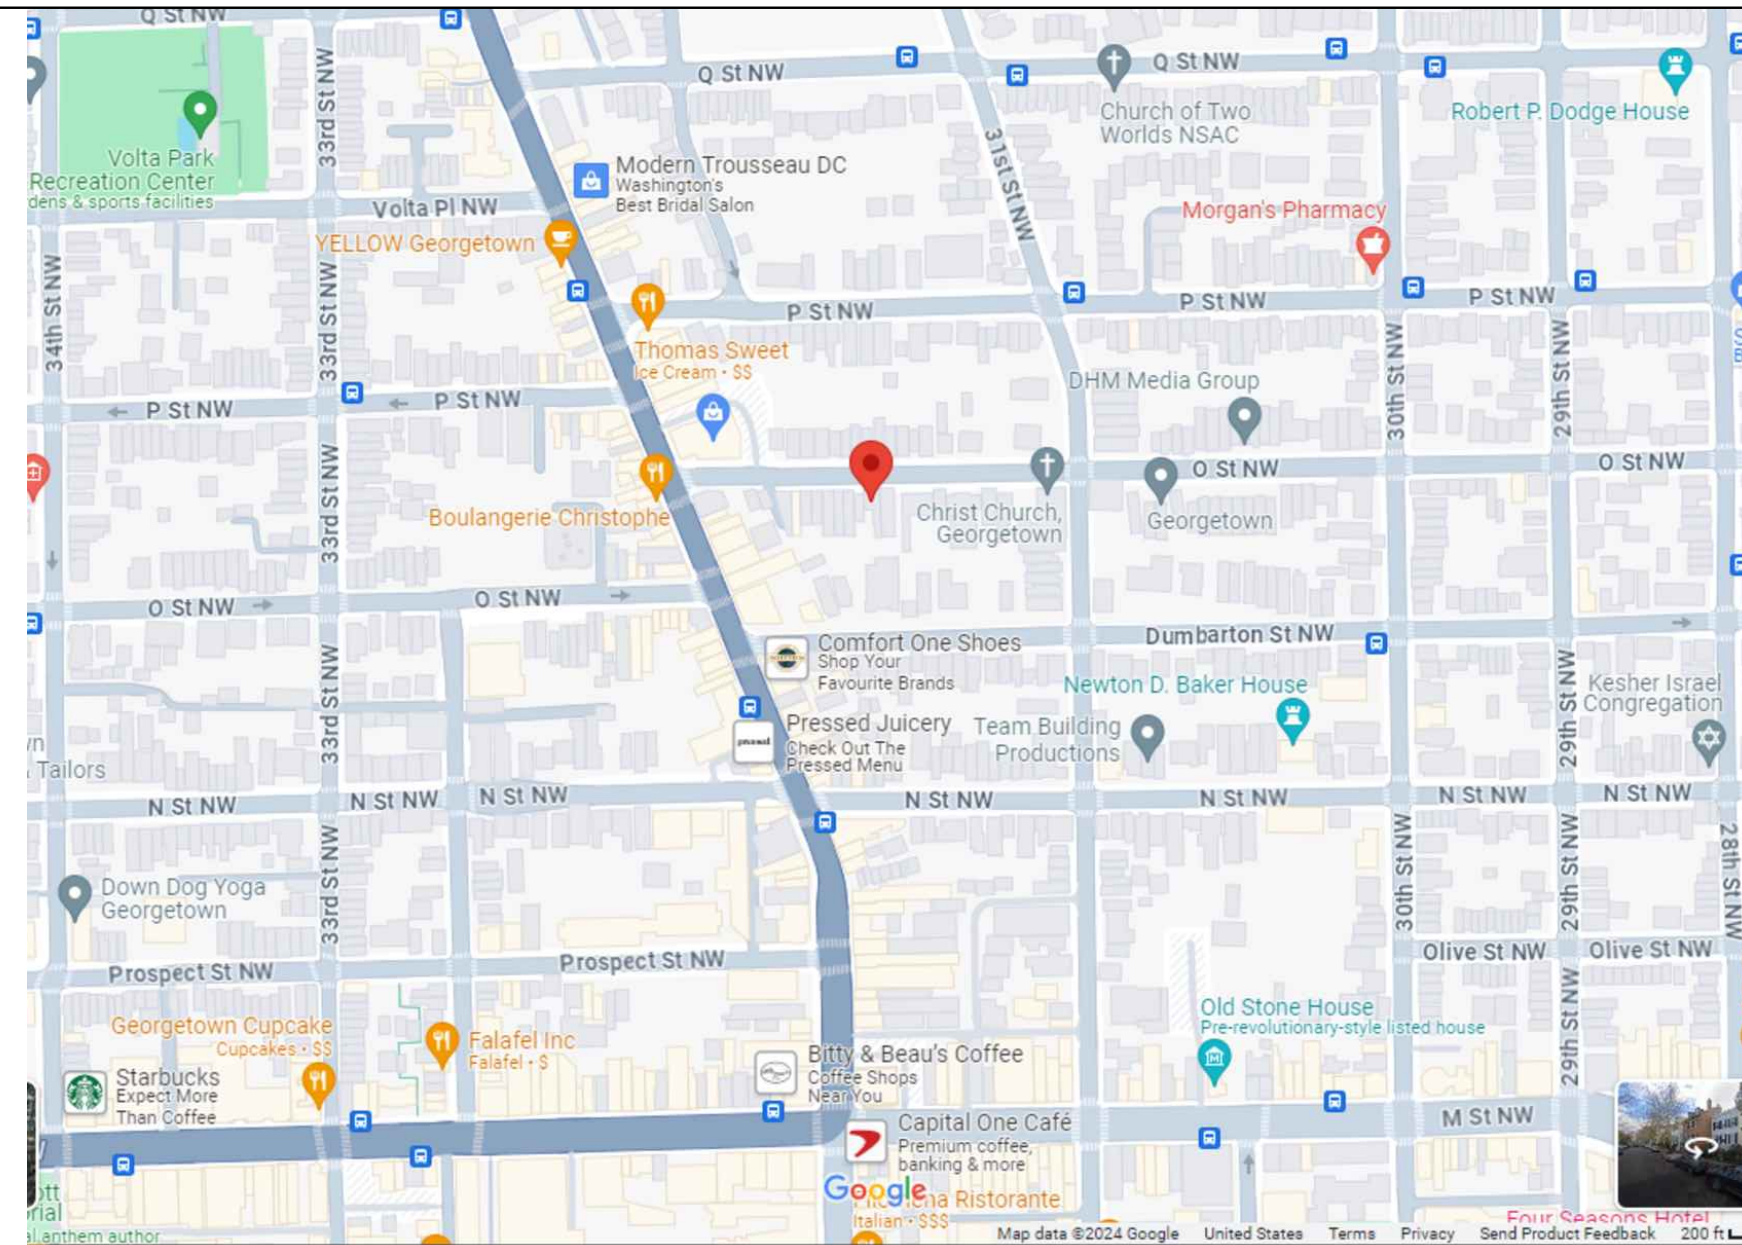 Q St NW
Q St NW
Q St NW
33rd St NW
Church of Two
Worlds NSAC
Robert P. Dodge House
Volta Park
Recreation Center
dens & sports facilities
Modern Trousseau DC
Washington's
Best Bridal Salon
31st St NW
Volta Pl NW
YELLOW Georgetown
Morgan's Pharmacy
34th St NW
33rd St NW
P St NW
P St NW
P St NW
Thomas Sweet
Ice Cream • $$
30th St NW
29th St NW
DHM Media Group
P St NW
P St NW
O St NW
O St NW
33rd St NW
Boulangerie Christophe
Christ Church,
Georgetown
Georgetown
O St NW
O St NW
Dumbarton St NW
Comfort One Shoes
Shop Your
Favourite Brands
33rd St NW
29th St NW
Newton D. Baker House
Kesher Israel
Congregation
Pressed Juicery
Check Out The
Pressed Menu
Team Building
Productions
Tailors
N St NW
N St NW
N St NW
N St NW
N St NW
N St NW
N St NW
33rd St NW
30th St NW
29th St NW
28th St NW
Down Dog Yoga
Georgetown
Prospect St NW
Prospect St NW
Olive St NW
Olive St NW
29th St NW
Old Stone House
Pre-revolutionary-style listed house
Georgetown Cupcake
Cupcakes • $$
Falafel Inc
Falafel • $
Starbucks
Expect More
Than Coffee
Bitty & Beau's Coffee
Coffee Shops
Near You
Capital One Café
Premium coffee,
banking & more
M St NW
ott
rial
al anthem author
Google
na Ristorante
Italian • $$$
Four Seasons Hotel
Map data ©2024 Google United States Terms Privacy Send Product Feedback 200 ft